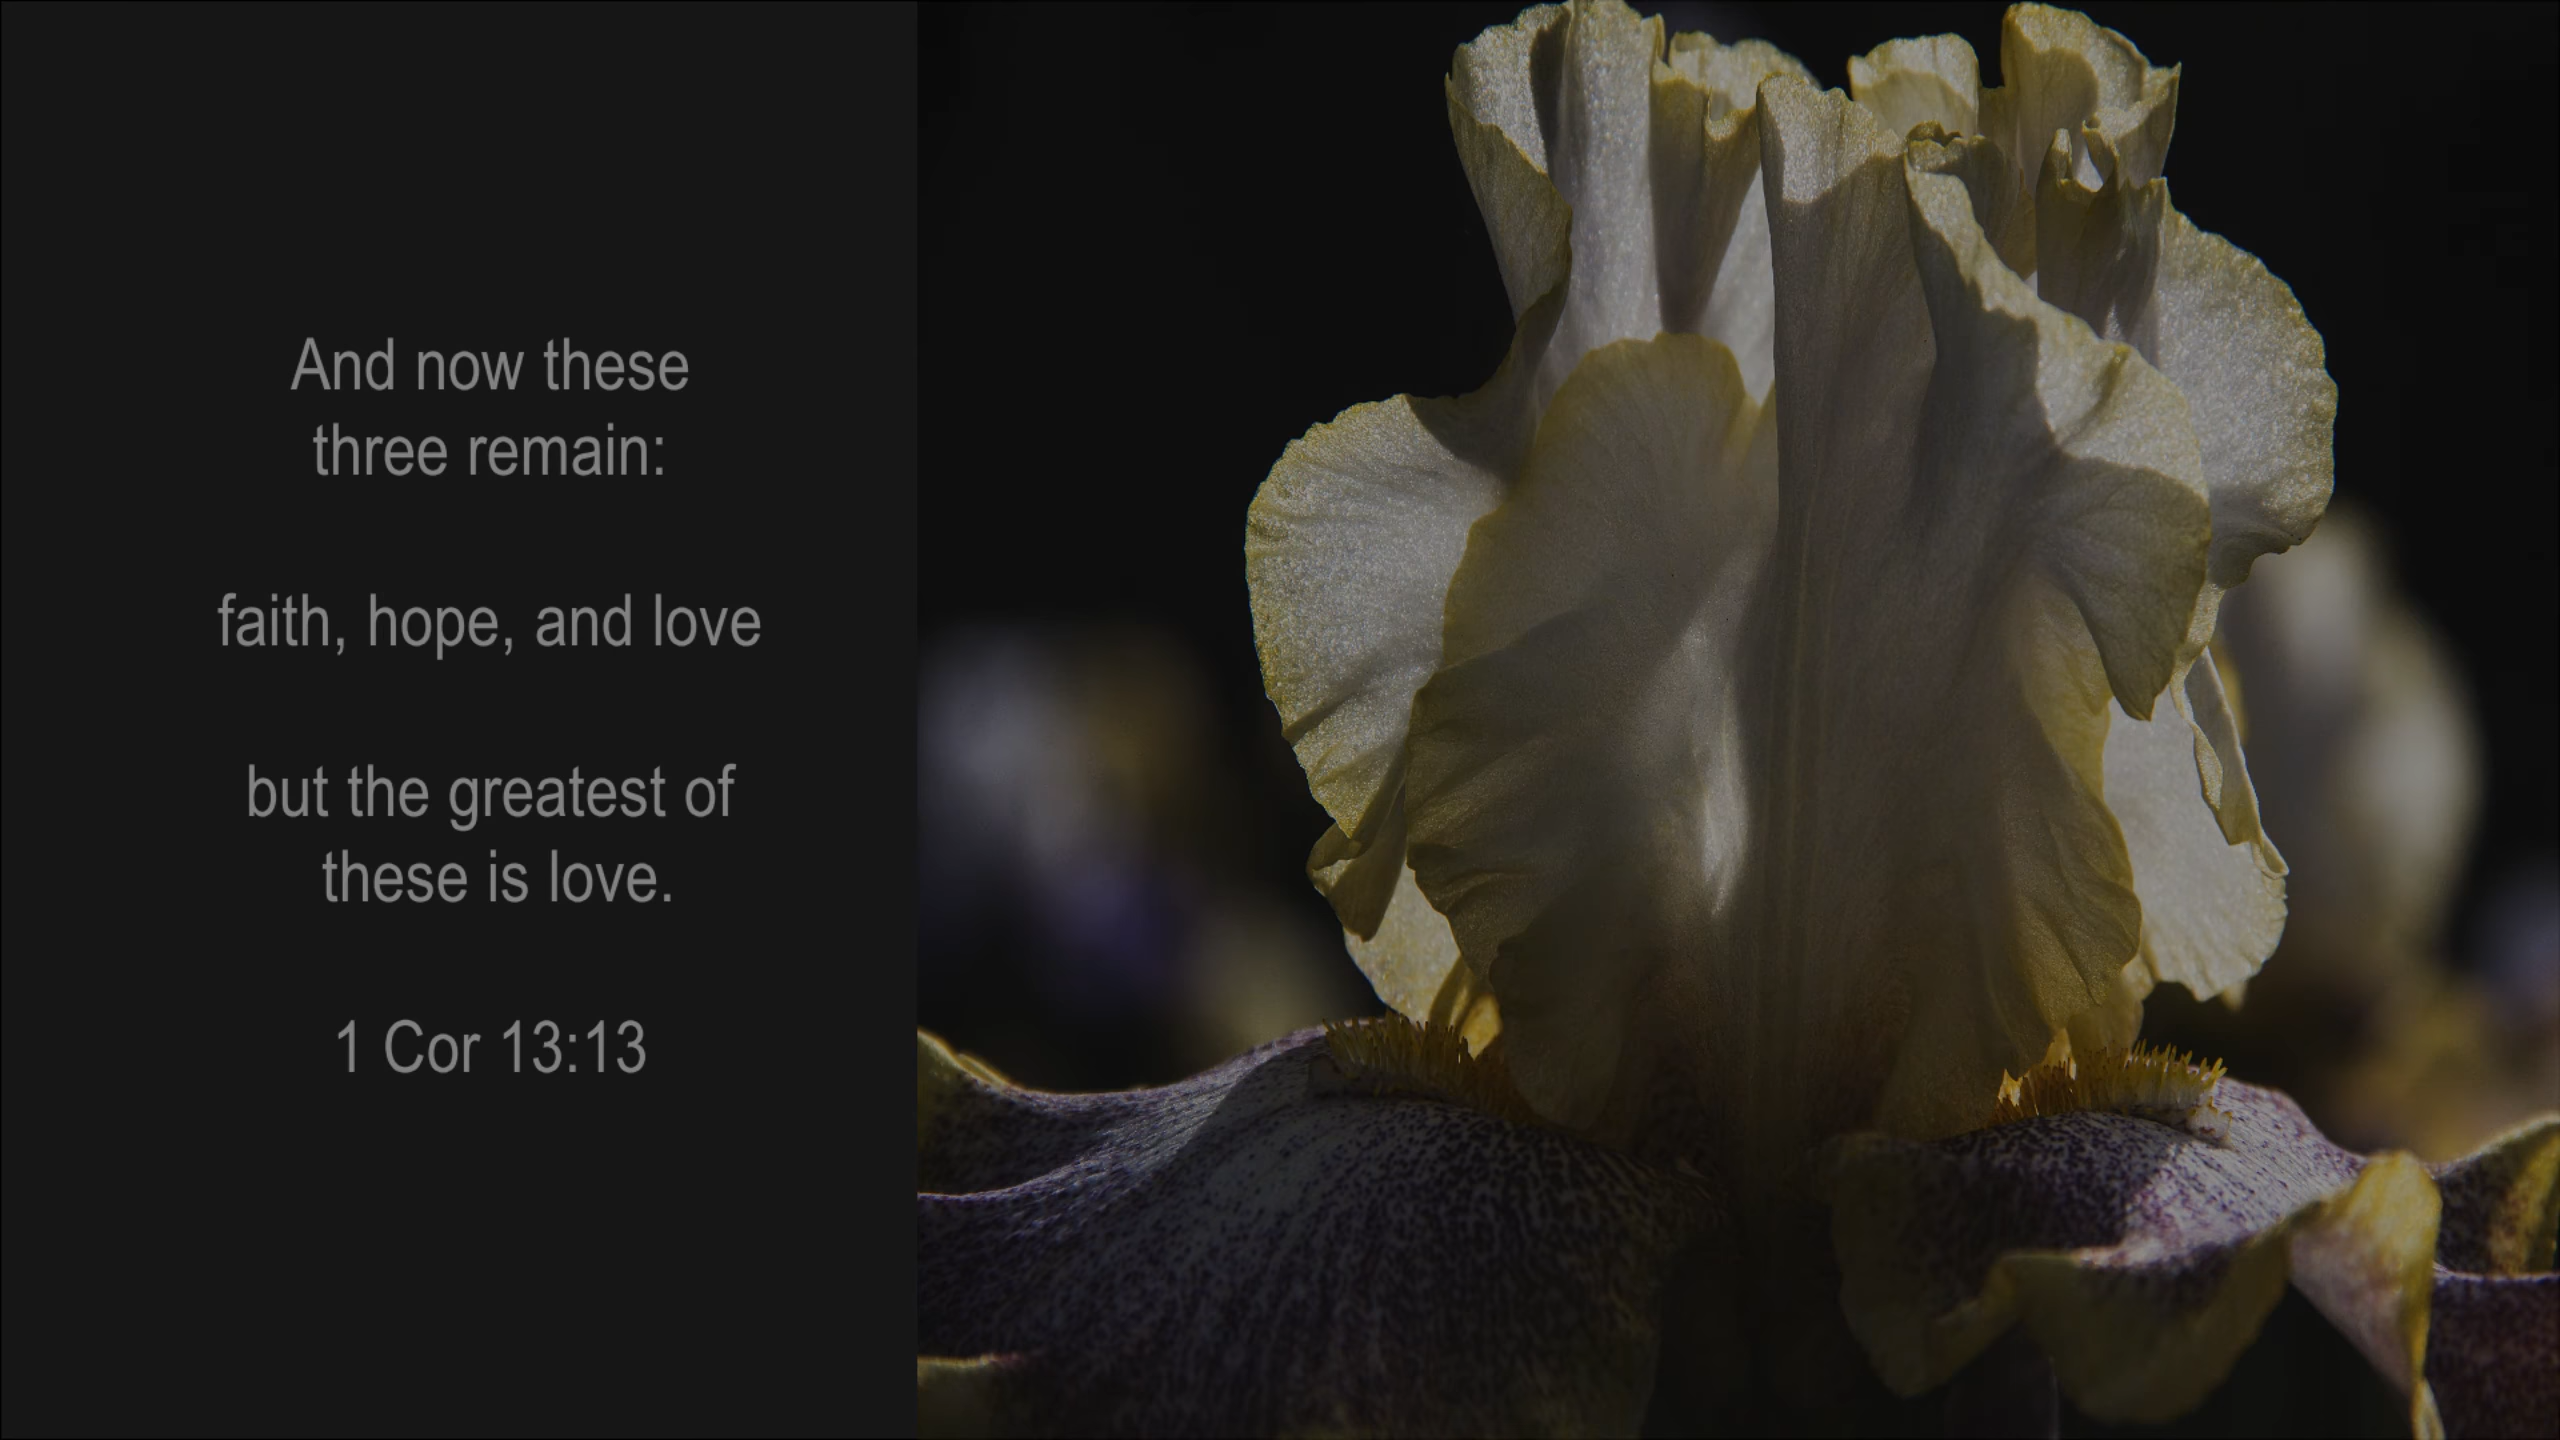 And now these
three remain:
faith, hope, and love
but the greatest of
these is love.
1 Cor 13:13